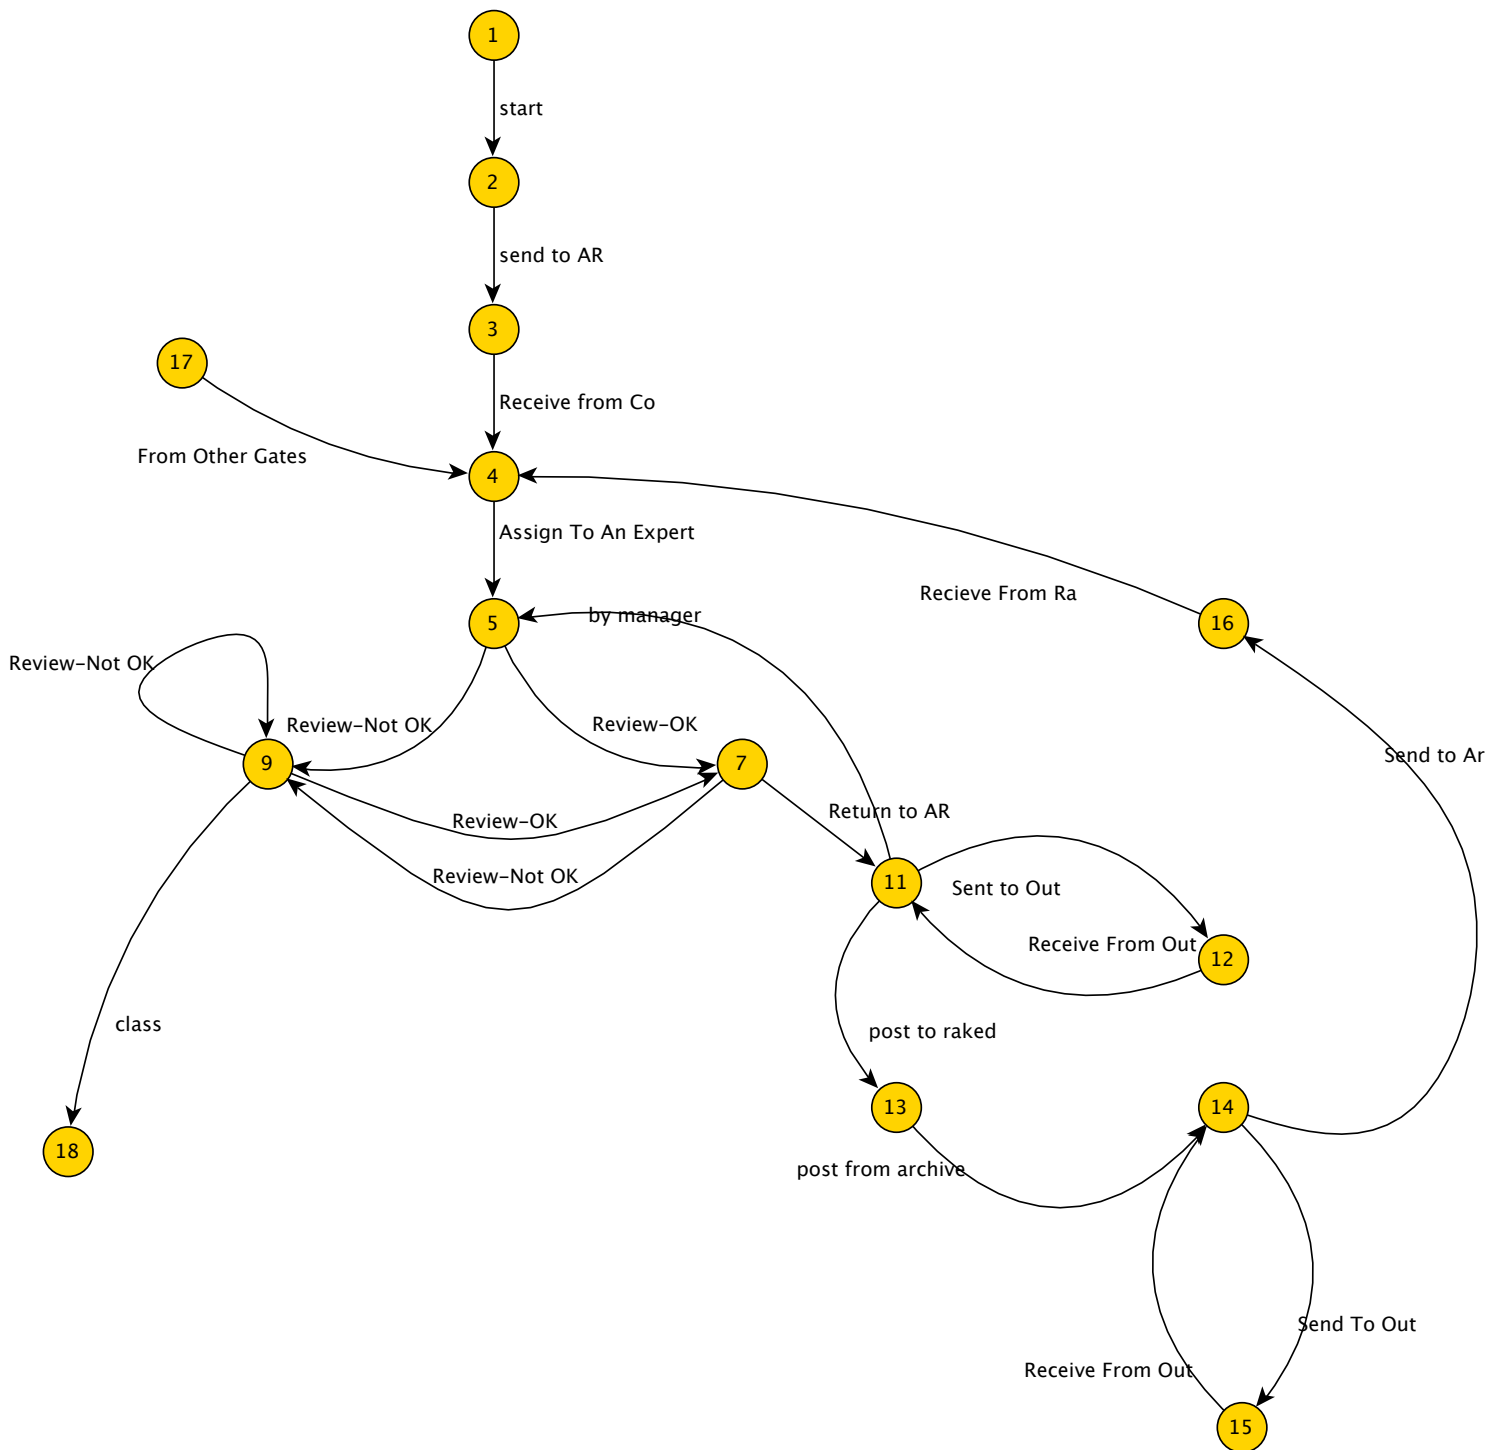 1
start
2
send to AR
3
17
Receive from Co
From Other Gates
4
Assign To An Expert
Recieve From Ra
by manager
5
16
Review-Not OK
Review-Not OK
Review-OK
Send to Ar
9
7
Return to AR
Review-OK
Review-Not OK
11
Sent to Out
Receive From Out
12
class
post to raked
13
14
18
post from archive
Send To Out
Receive From Out
15